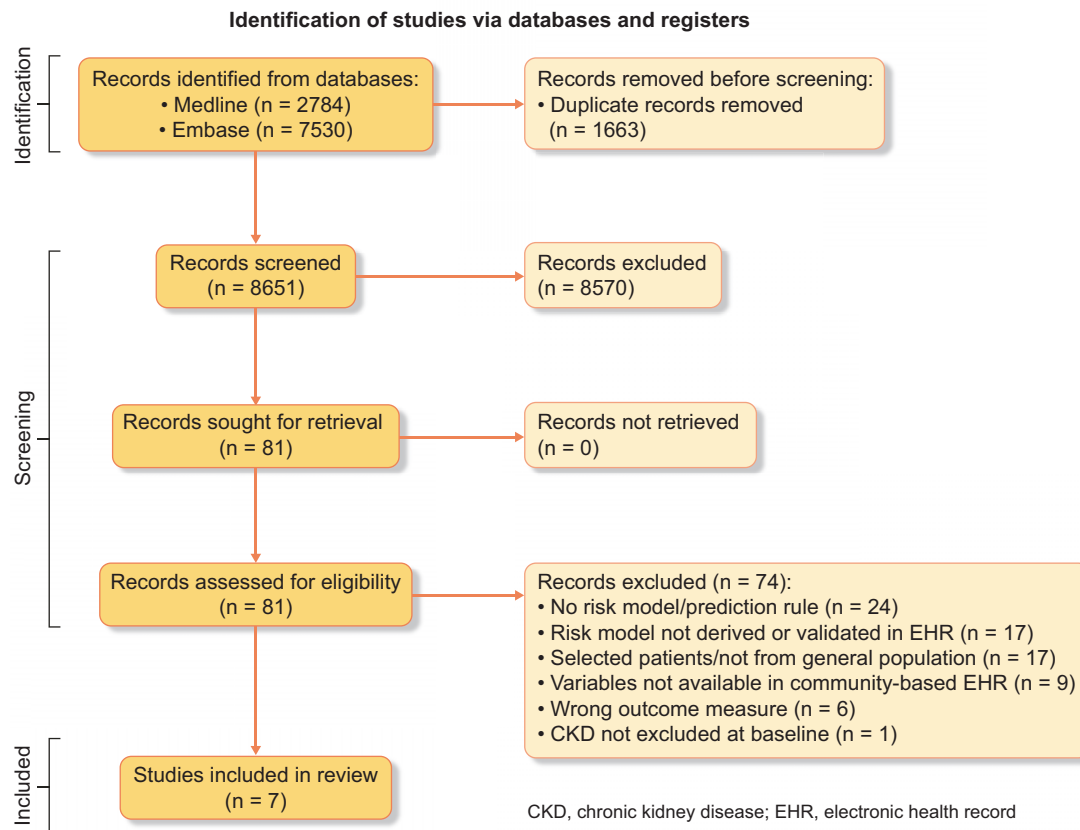 Identification of studies via databases and registers
Identification
Records identified from databases:
• Medline (n = 2784)
• Embase (n = 7530)
Records removed before screening:
• Duplicate records removed
(n = 1663)
Screening
Records screened
(n = 8651)
Records excluded
(n = 8570)
Records sought for retrieval
(n = 81)
Records not retrieved
(n = 0)
Records assessed for eligibility
(n = 81)
Records excluded (n = 74):
• No risk model/prediction rule (n = 24)
• Risk model not derived or validated in EHR (n = 17)
• Selected patients/not from general population (n = 17)
• Variables not available in community-based EHR (n = 9)
• Wrong outcome measure (n = 6)
• CKD not excluded at baseline (n = 1)
Included
Studies included in review
(n = 7)
CKD, chronic kidney disease; EHR, electronic health record